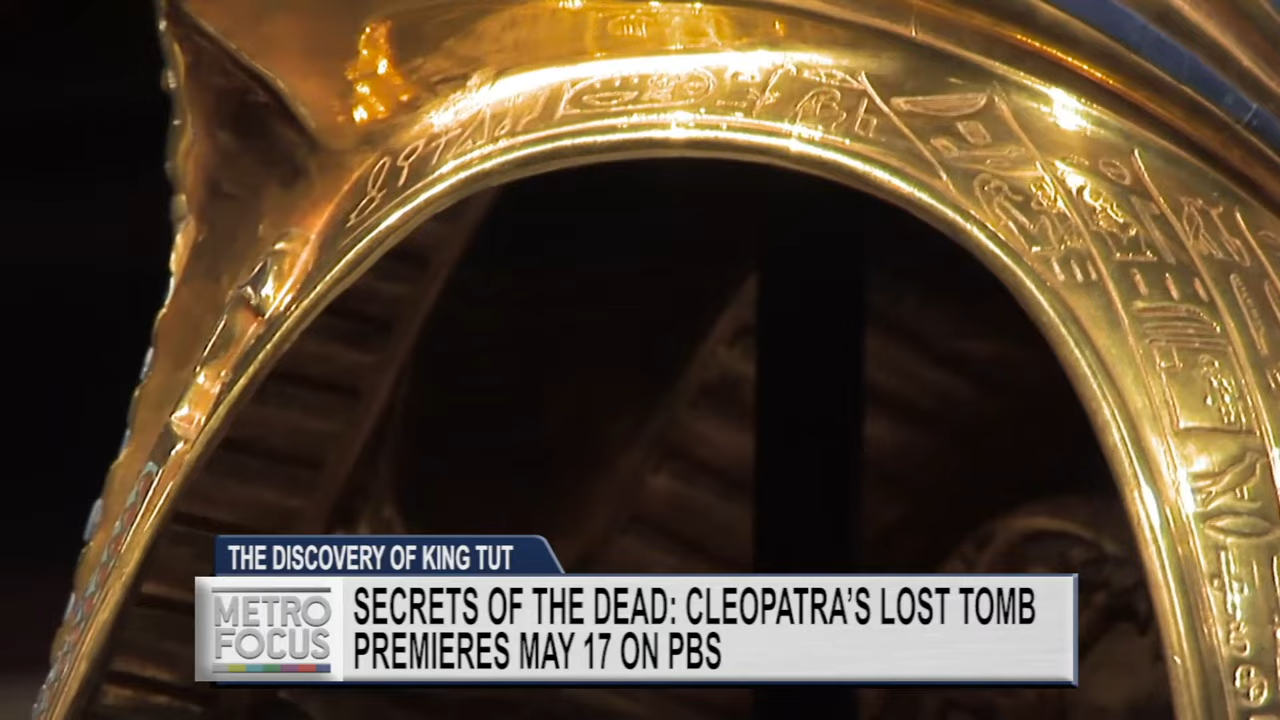 THE DISCOVERY OF KING TUT
METRO
FOCUS
SECRETS OF THE DEAD: CLEOPATRA'S LOST TOMB
PREMIERES MAY 17 ON PBS